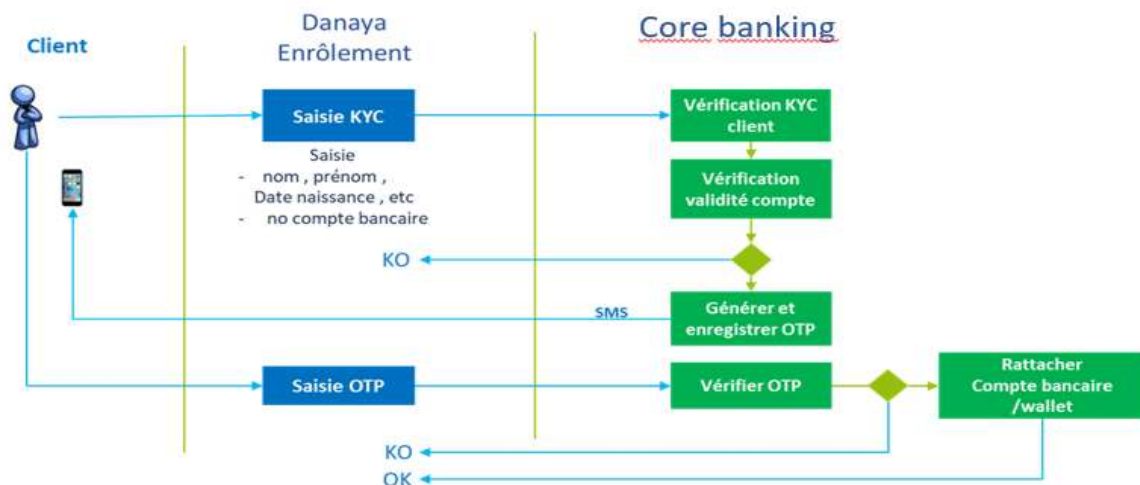 Client
Danaya
Enrôlement
Core banking
Saisie KYC
Vérification KYC
client
Saisie
- nom , prénom ,
Date naissance , etc
- no compte bancaire
Vérification
validité compte
KO
SMS
Générer et
enregistrer OTP
Saisie OTP
Vérifier OTP
Rattacher
Compte bancaire
/wallet
KO
OK